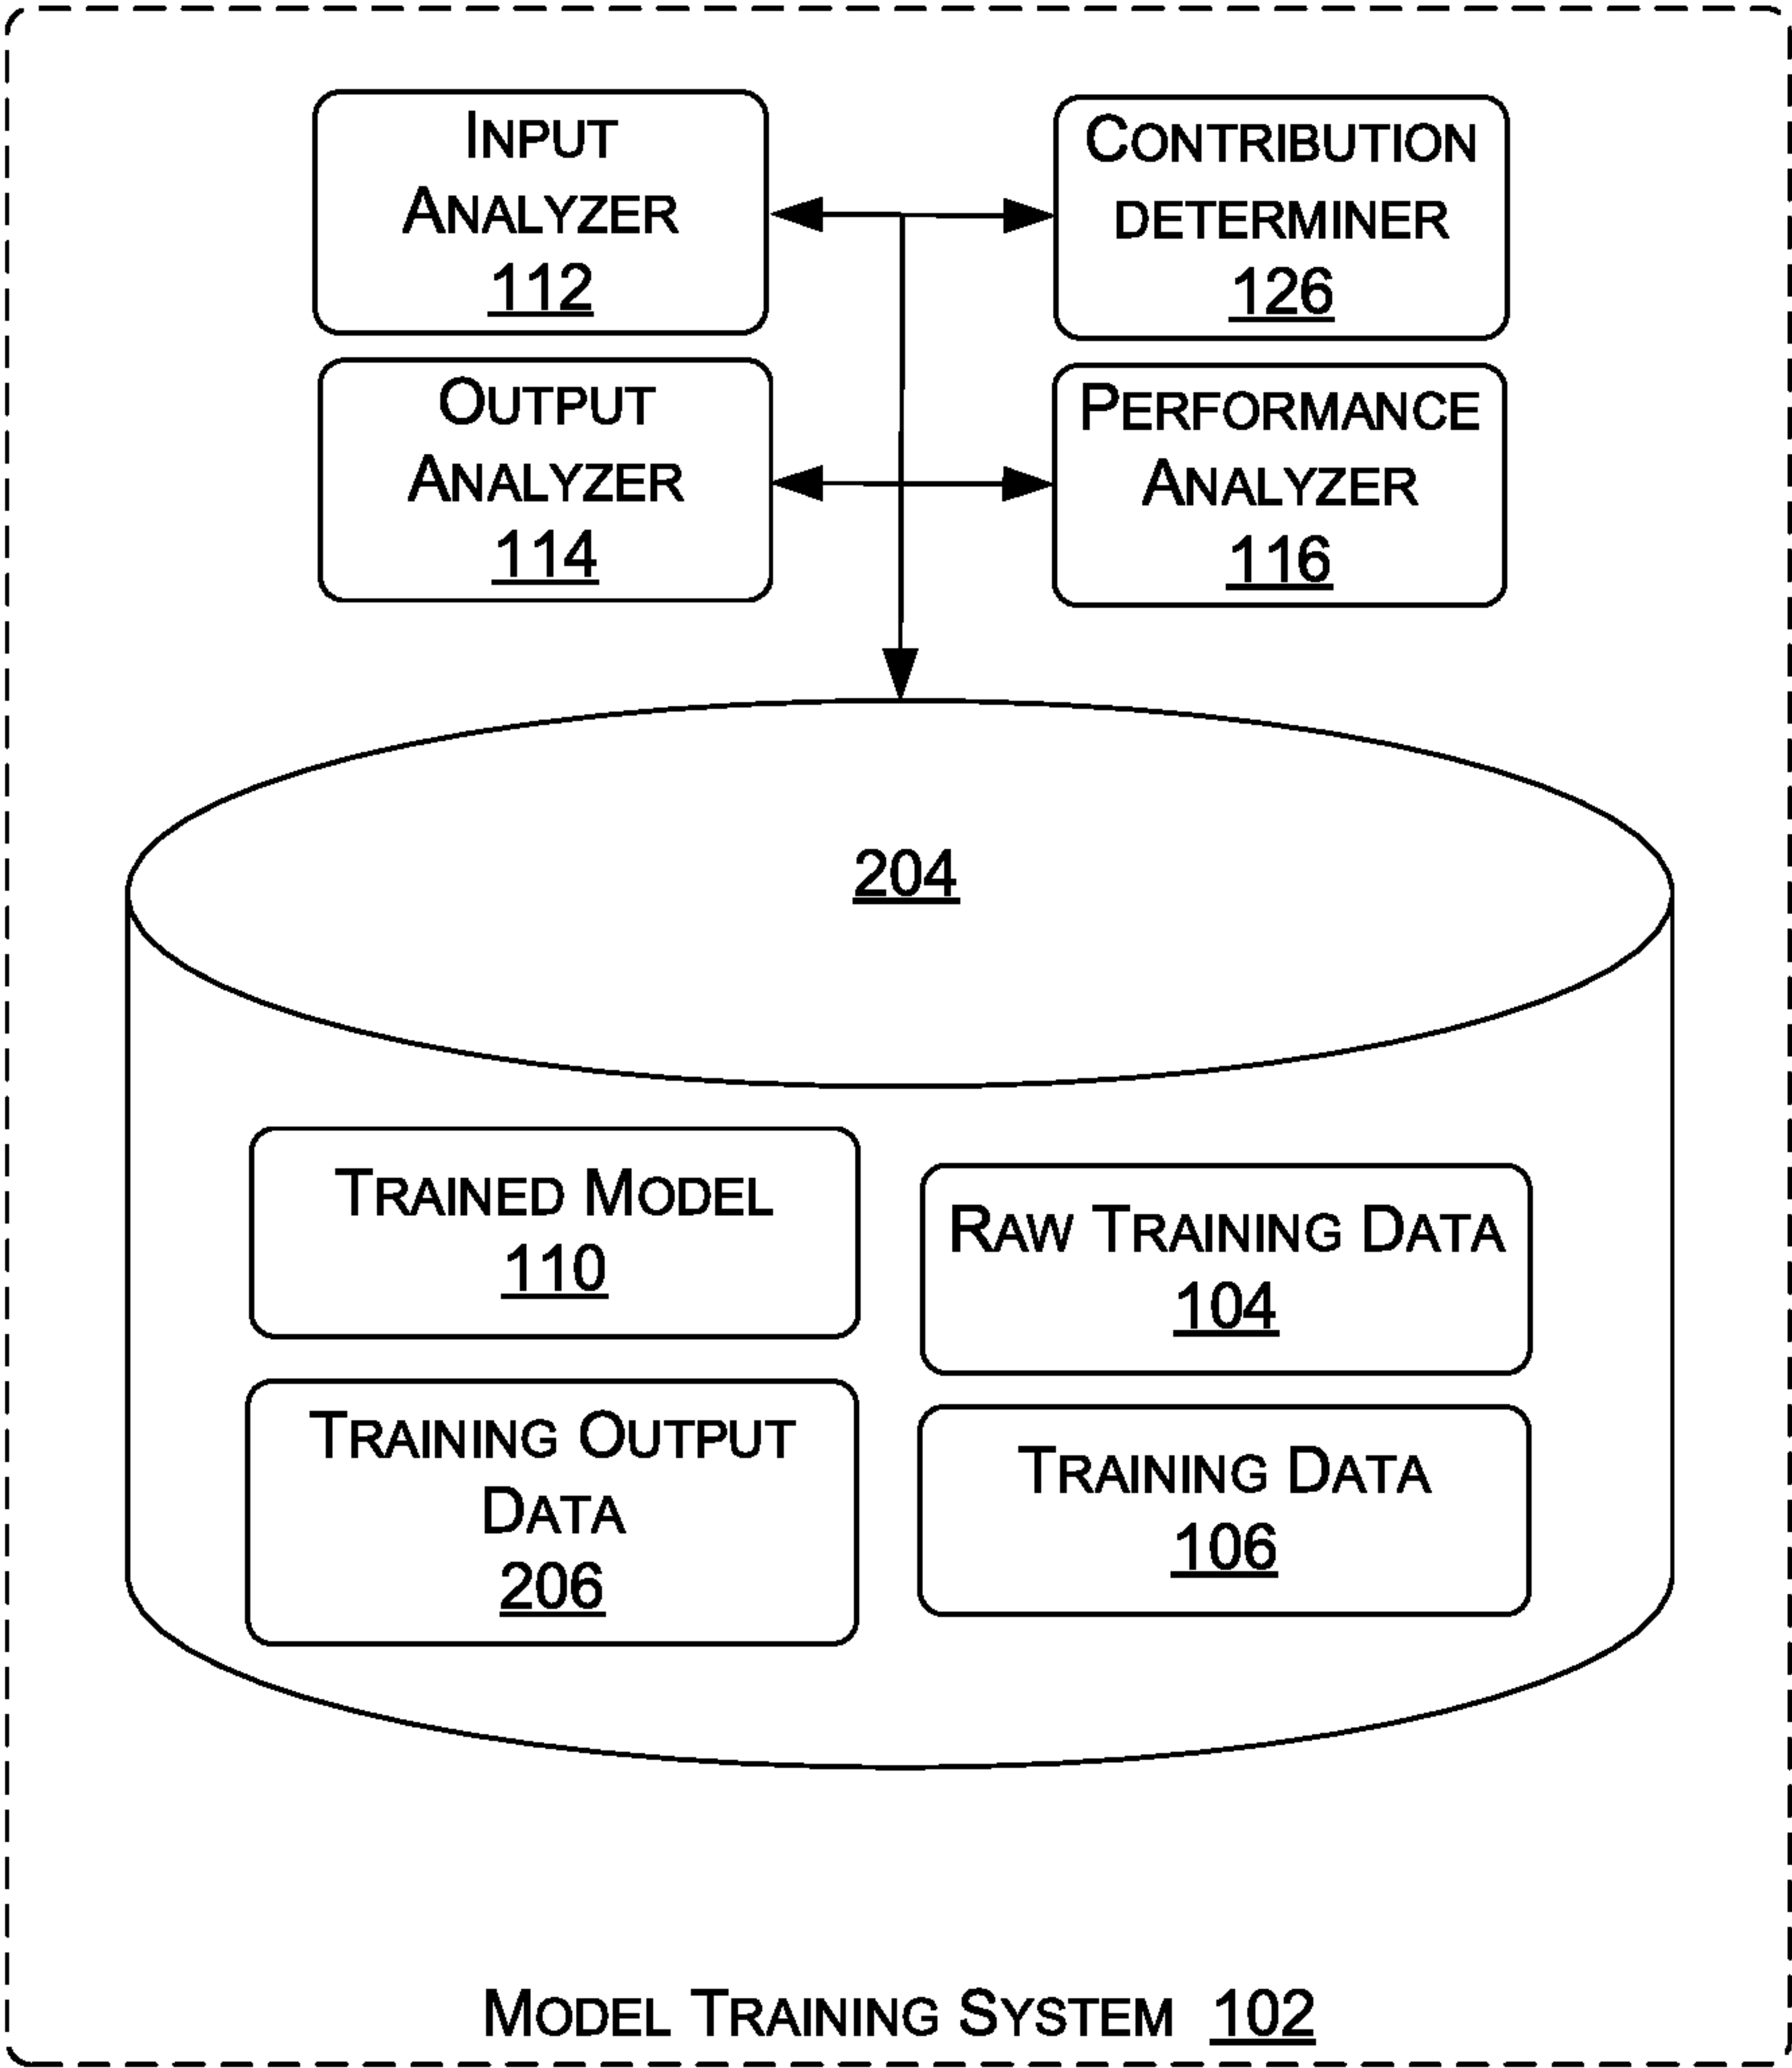 INPUT
ANALYZER
112
CONTRIBUTION
DETERMINER
126
OUTPUT
ANALYZER
114
PERFORMANCE
ANALYZER
116
204
TRAINED MODEL
110
RAW TRAINING DATA
104
TRAINING OUTPUT
DATA
206
TRAINING DATA
106
MODEL TRAINING SYSTEM 102